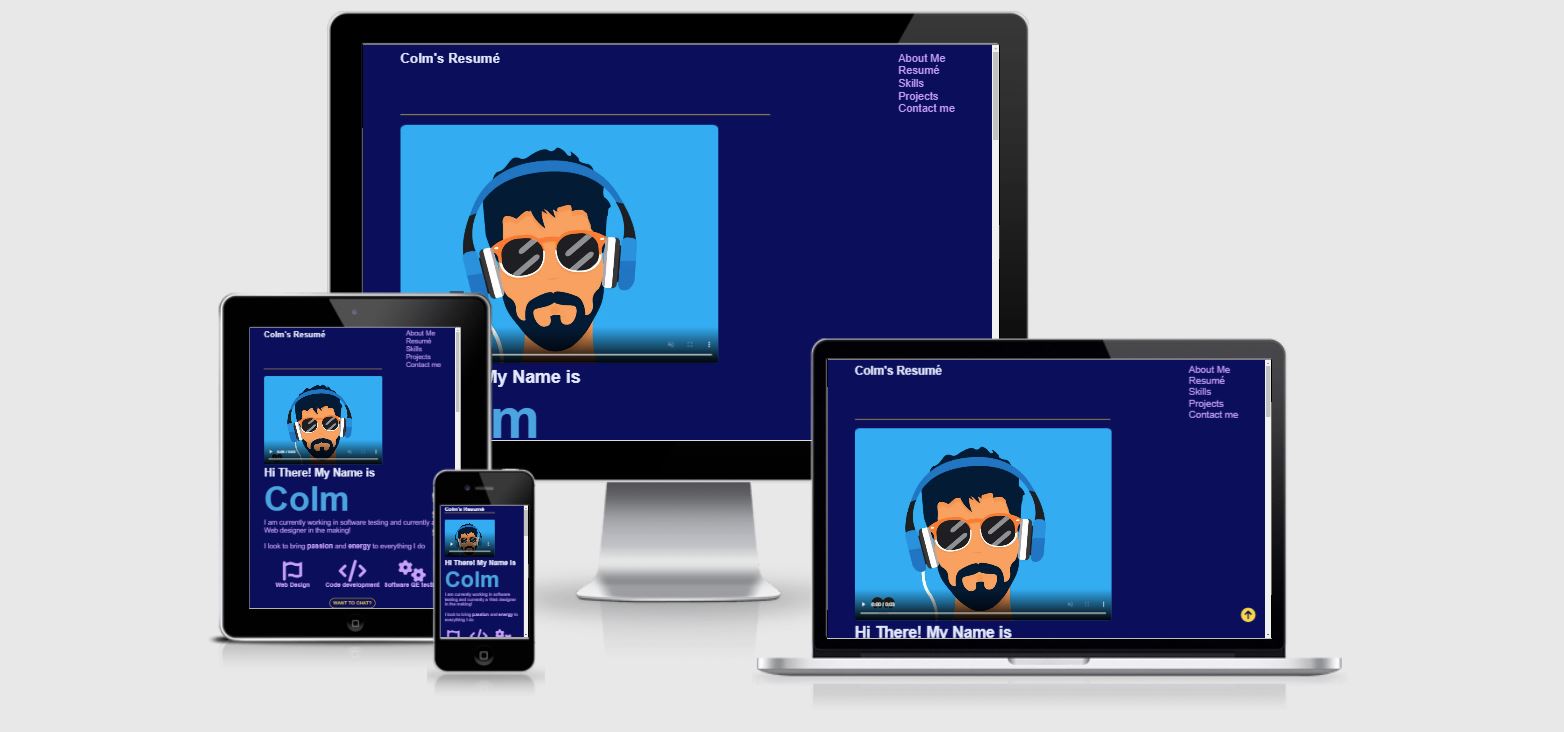 Colm's Resumé
About Me
Resumé
Skills
Projects
Contact me
My Name is
lm
Colm's Resumé
About Me
Resumé
Skills
Projects
Contact me
0:00 / 0:03
Hi There! My Name is
Colm
I am currently working in software testing and currently a
Web designer in the making!
I look to bring passion and energy to everything I do
Web Design
Code development
Software QE test
WANT TO CHAT?
Colm's Resumé
Hi There! My Name is
Colm
I am currently working in software
testing and currently a Web designer
in the making!
I look to bring passion and energy to
everything I do
Colm's Resumé
About Me
Resumé
Skills
Projects
Contact me
0:00 / 0:03
Hi There! My Name is